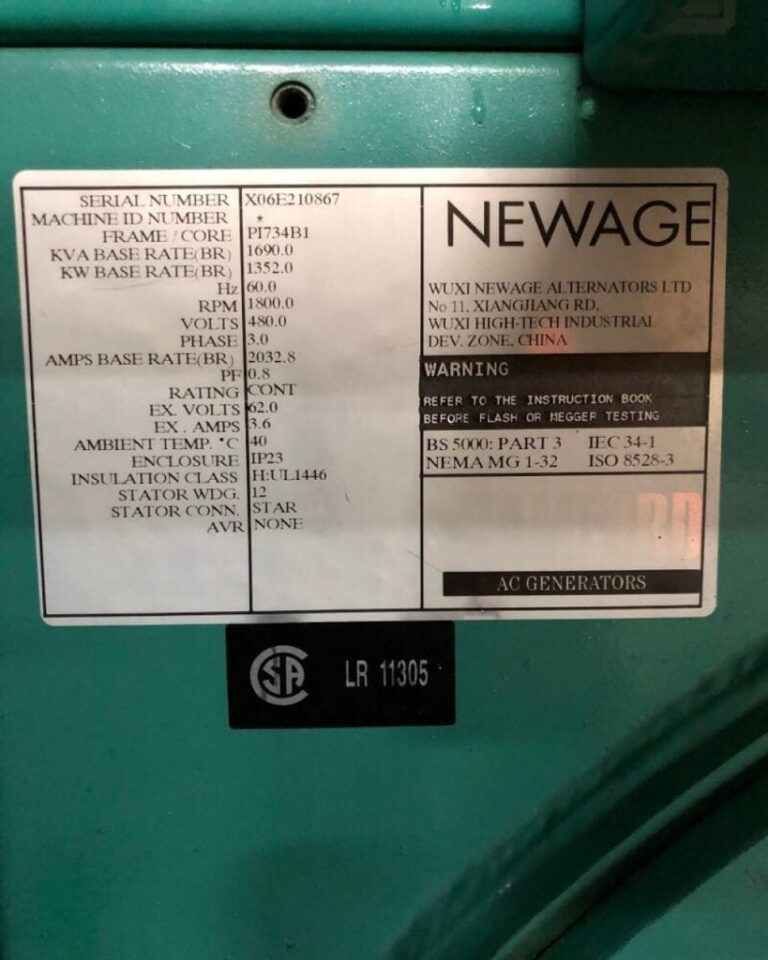 SERIAL NUMBER X06E210867
MACHINE ID NUMBER *
FRAME / CORE PI734B1
KVA BASE RATE(BR) 1690.0
KW BASE RATE(BR) 1352.0
Hz 60.0
RPM 1800.0
VOLTS 480.0
PHASE 3.0
AMPS BASE RATE(BR) 2032.8
PF 0.8
RATING CONT
EX. VOLTS 62.0
EX. AMPS 3.6
AMBIENT TEMP. °C 40
ENCLOSURE IP23
INSULATION CLASS H:UL1446
STATOR WDG. 12
STATOR CONN. STAR
AVR NONE
NEWAGE
WUXI NEWAGE ALTERNATORS LTD
No 11, XIANGJIANG RD,
WUXI HIGH-TECH INDUSTRIAL
DEV. ZONE, CHINA
WARNING
REFER TO THE INSTRUCTION BOOK
BEFORE FLASH OR MEGGER TESTING
BS 5000: PART 3 IEC 34-1
NEMA MG 1-32 ISO 8528-3
AC GENERATORS
CSA LR 11305